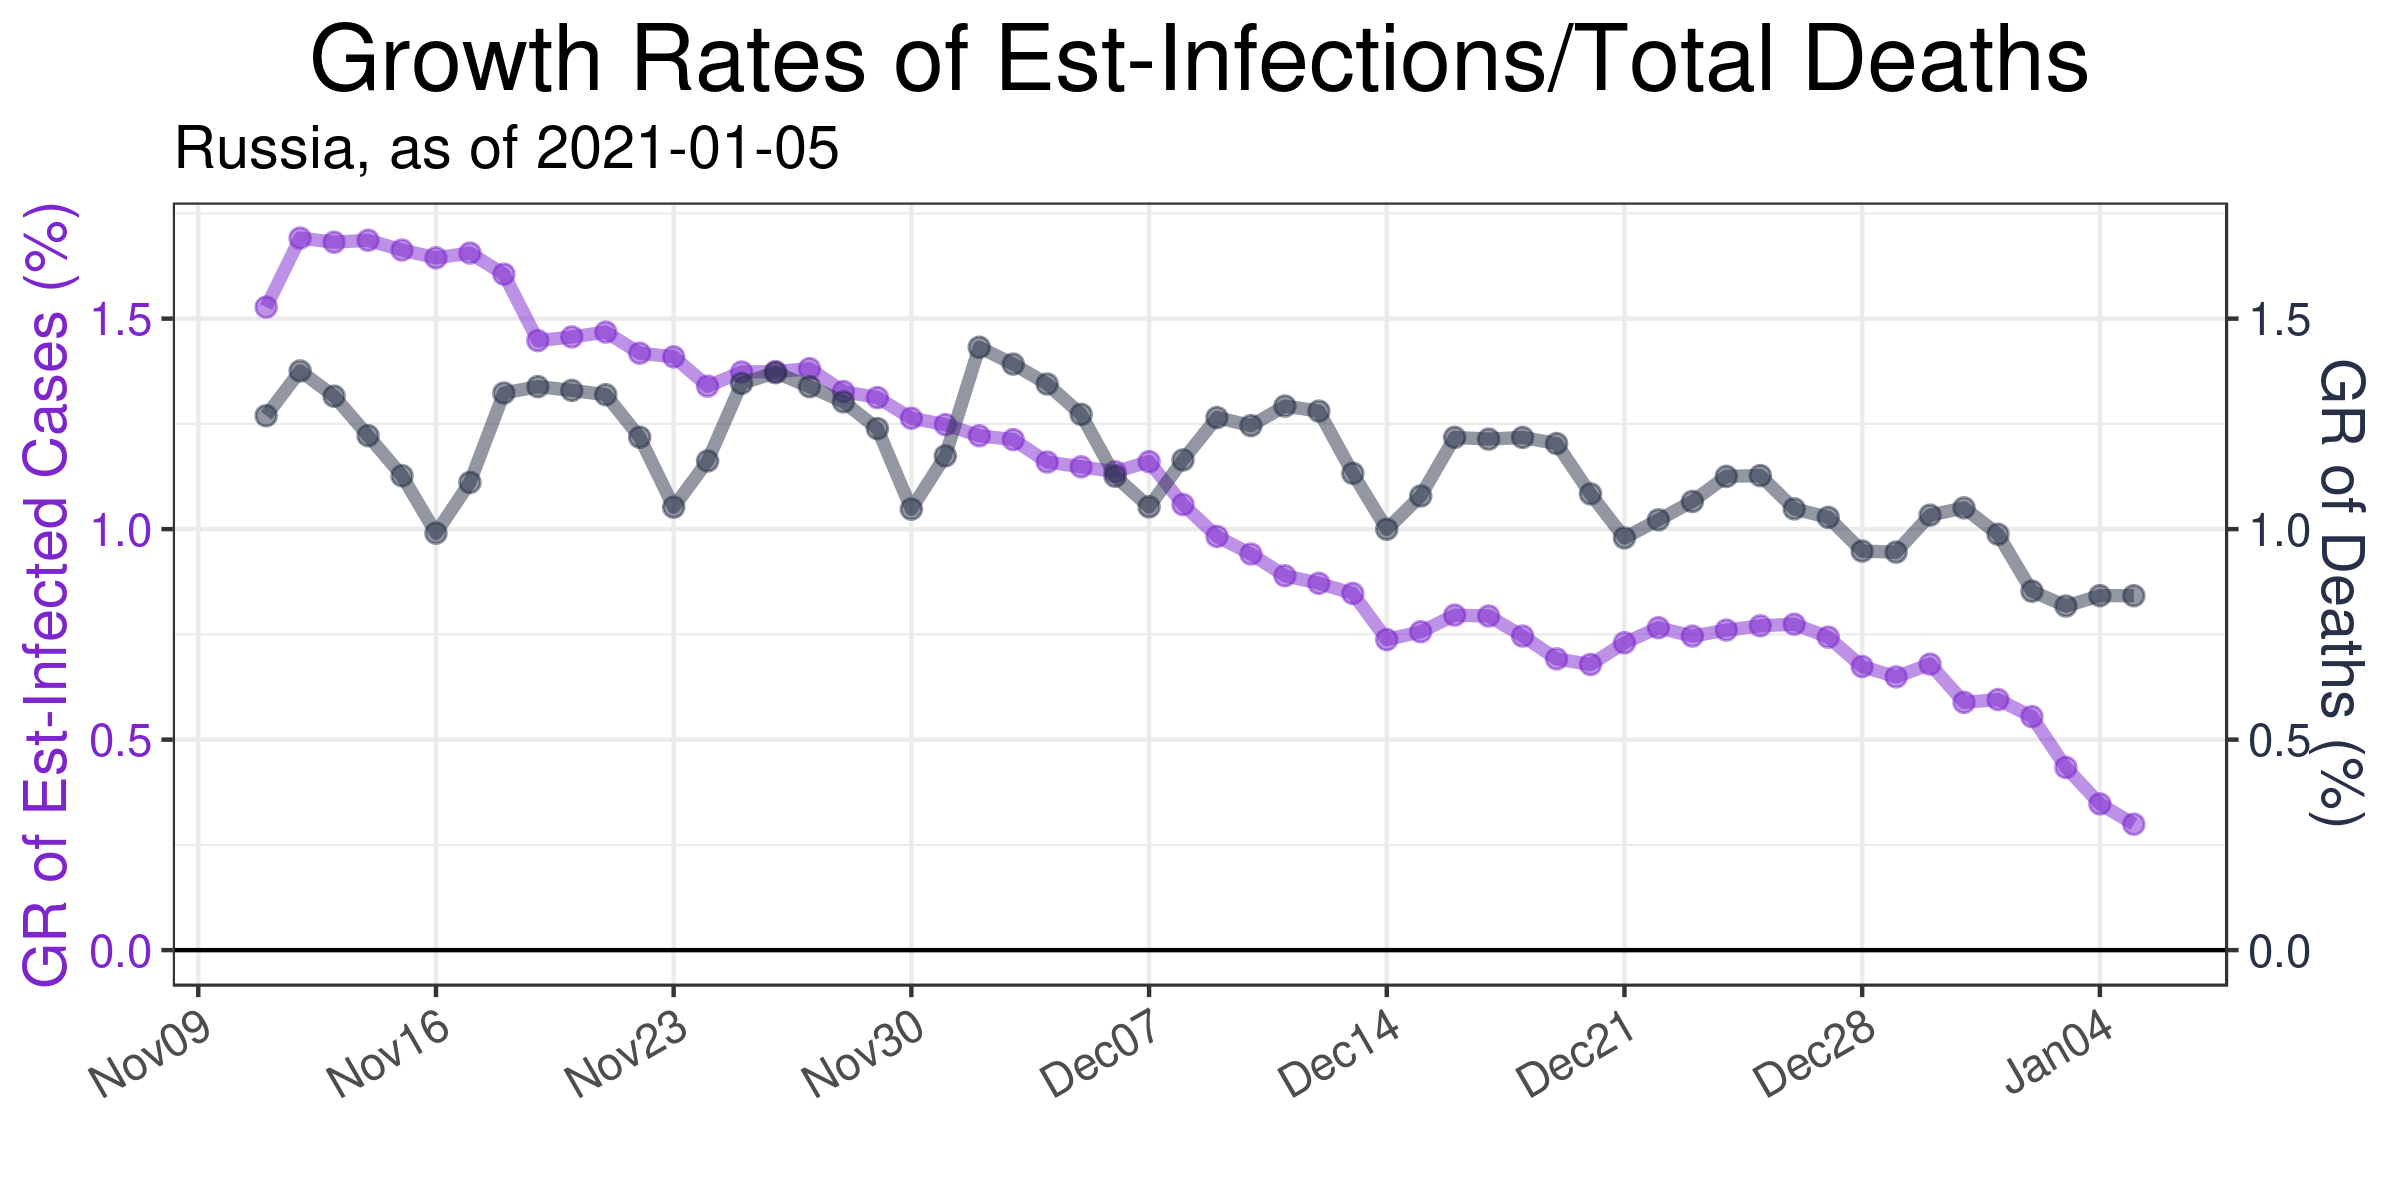 Growth Rates of Est-Infections/Total Deaths
Russia, as of 2021-01-05
GR of Est-Infected Cases (%)
1.5
1.0
0.5
0.0
1.5
1.0
0.5
0.0
GR of Deaths (%)
Nov09
Nov16
Nov23
Nov30
Dec07
Dec14
Dec21
Dec28
Jan04